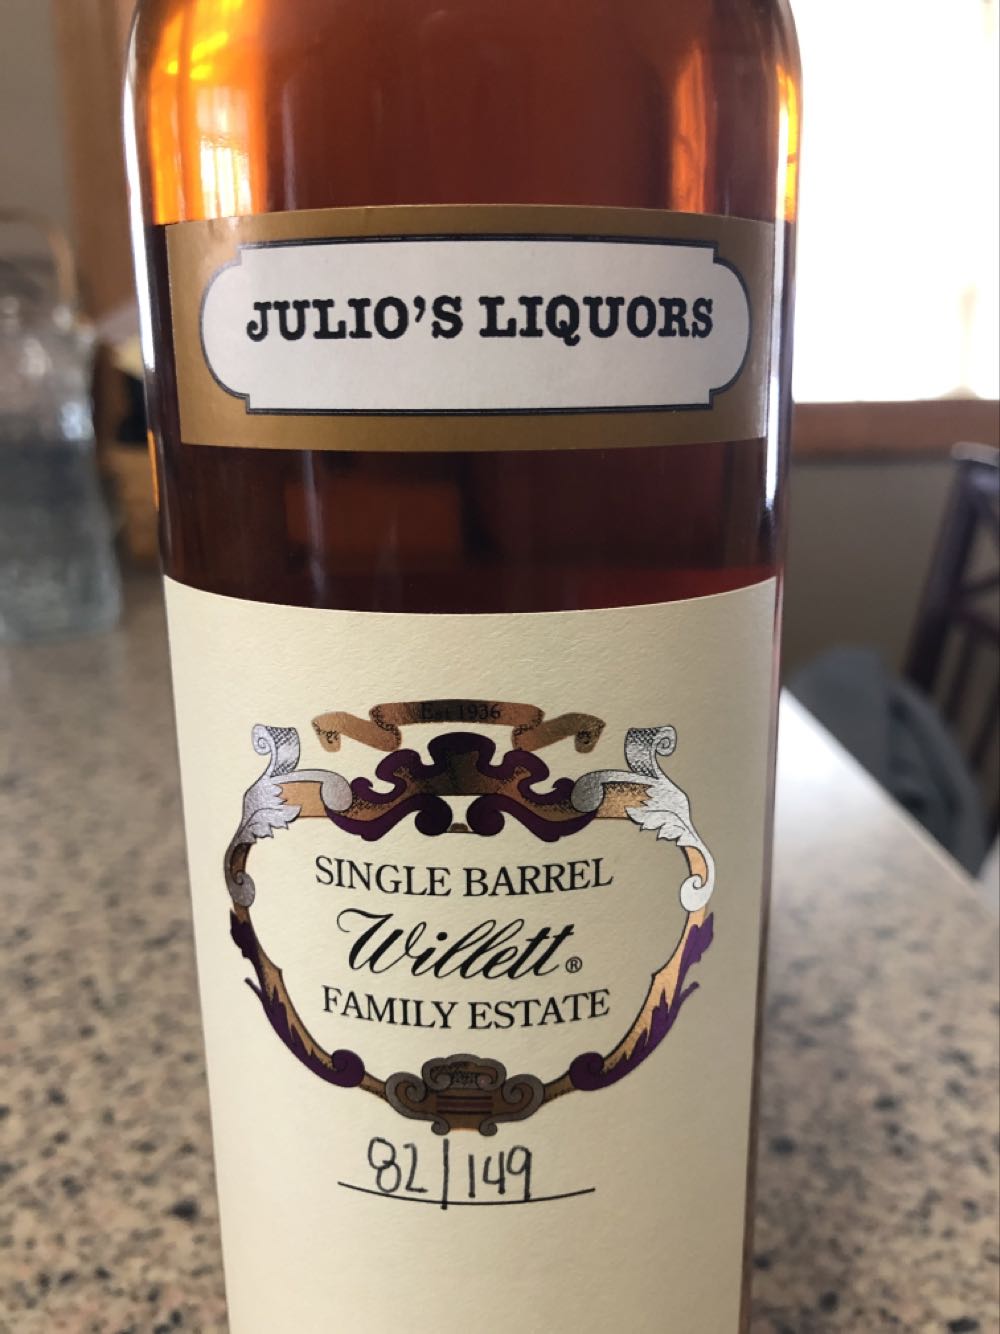 JULIO'S LIQUORS
Est 1936
SINGLE BARREL
Willett®
FAMILY ESTATE
82/149